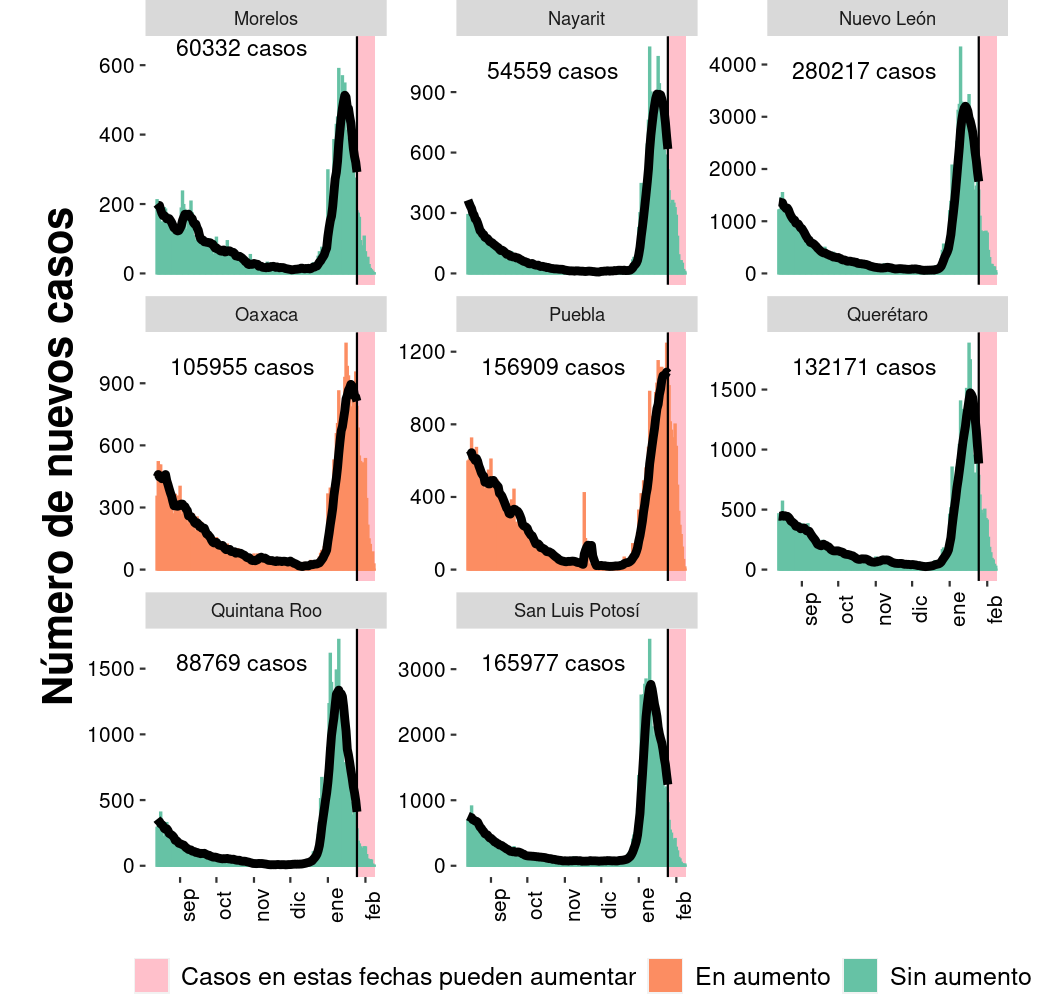 Número de nuevos casos
Morelos
60332 casos
600
400
200
0
Nayarit
54559 casos
900
600
300
0
Nuevo León
280217 casos
4000
3000
2000
1000
0
Oaxaca
105955 casos
900
600
300
0
Puebla
156909 casos
1200
800
400
0
Querétaro
132171 casos
1500
1000
500
0
sep oct nov dic ene feb
Quintana Roo
88769 casos
1500
1000
500
0
sep oct nov dic ene feb
San Luis Potosí
165977 casos
3000
2000
1000
0
sep oct nov dic ene feb
Casos en estas fechas pueden aumentar En aumento Sin aumento